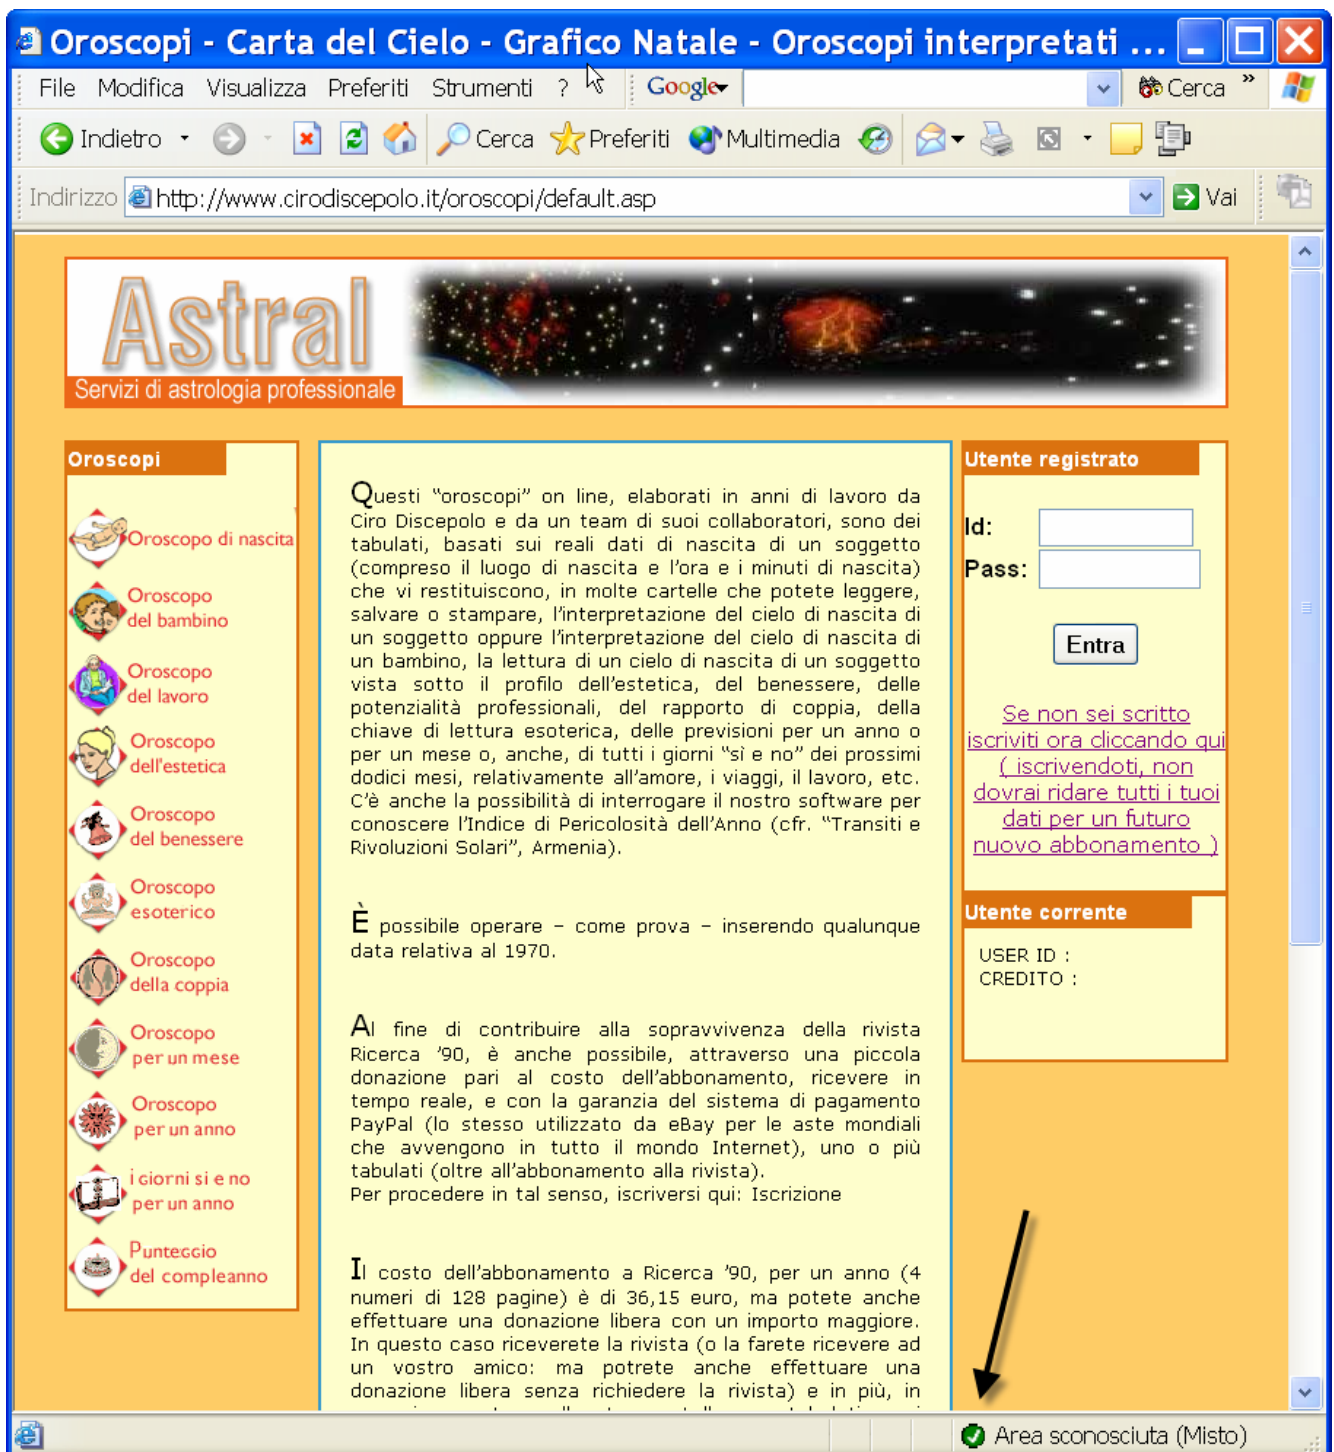 Oroscopi - Carta del Cielo - Grafico Natale - Oroscopi interpretati ...
File Modifica Visualizza Preferiti Strumenti ? Google Cerca »
Indietro Cerca Preferiti Multimedia
Indirizzo http://www.cirodiscepolo.it/oroscopi/default.asp Vai
Astral
Servizi di astrologia professionale
Oroscopi
Oroscopo di nascita
Oroscopo
del bambino
Oroscopo
del lavoro
Oroscopo
dell'estetica
Oroscopo
del benessere
Oroscopo
esoterico
Oroscopo
della coppia
Oroscopo
per un mese
Oroscopo
per un anno
i giorni si e no
per un anno
Punteggio
del compleanno
Questi “oroscopi” on line, elaborati in anni di lavoro da
Ciro Discepolo e da un team di suoi collaboratori, sono dei
tabulati, basati sui reali dati di nascita di un soggetto
(compreso il luogo di nascita e l’ora e i minuti di nascita)
che vi restituiscono, in molte cartelle che potete leggere,
salvare o stampare, l’interpretazione del cielo di nascita di
un soggetto oppure l’interpretazione del cielo di nascita di
un bambino, la lettura di un cielo di nascita di un soggetto
vista sotto il profilo dell’estetica, del benessere, delle
potenzialità professionali, del rapporto di coppia, della
chiave di lettura esoterica, delle previsioni per un anno o
per un mese o, anche, di tutti i giorni “sì e no” dei prossimi
dodici mesi, relativamente all’amore, i viaggi, il lavoro, etc.
C’è anche la possibilità di interrogare il nostro software per
conoscere l’Indice di Pericolosità dell’Anno (cfr. “Transiti e
Rivoluzioni Solari”, Armenia).
È possibile operare – come prova – inserendo qualunque
data relativa al 1970.
Al fine di contribuire alla sopravvivenza della rivista
Ricerca ’90, è anche possibile, attraverso una piccola
donazione pari al costo dell’abbonamento, ricevere in
tempo reale, e con la garanzia del sistema di pagamento
PayPal (lo stesso utilizzato da eBay per le aste mondiali
che avvengono in tutto il mondo Internet), uno o più
tabulati (oltre all’abbonamento alla rivista).
Per procedere in tal senso, iscriversi qui: Iscrizione
Il costo dell’abbonamento a Ricerca ’90, per un anno (4
numeri di 128 pagine) è di 36,15 euro, ma potete anche
effettuare una donazione libera con un importo maggiore.
In questo caso riceverete la rivista (o la farete ricevere ad
un vostro amico: ma potrete anche effettuare una
donazione libera senza richiedere la rivista) e in più, in
Utente registrato
Id:
Pass:
Entra
Se non sei scritto
iscriviti ora cliccando qui
( iscrivendoti, non
dovrai ridare tutti i tuoi
dati per un futuro
nuovo abbonamento )
Utente corrente
USER ID :
CREDITO :
Area sconosciuta (Misto)